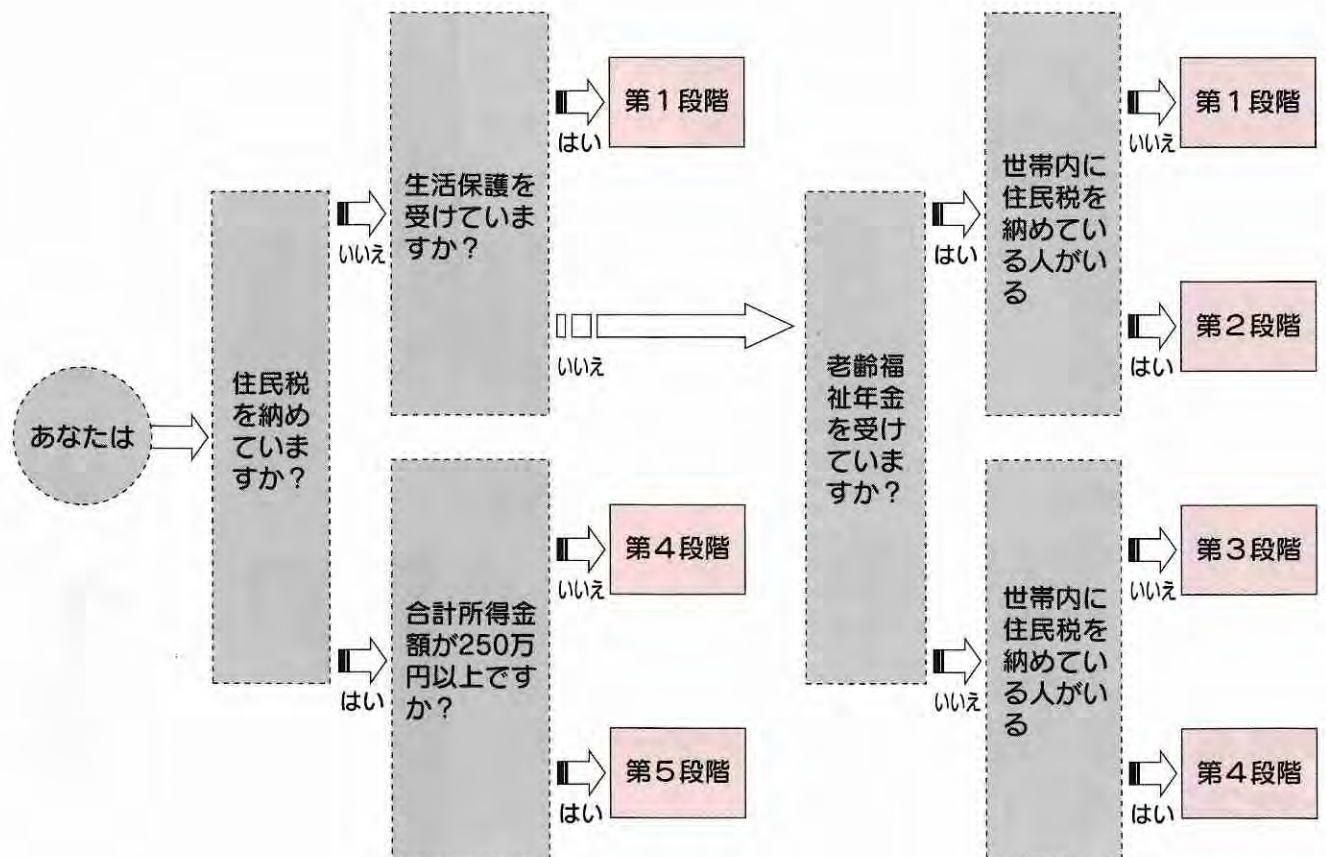 あなたは
住民税
を納め
ていま
すか？
いいえ
生活保護を
受けていま
すか？
はい
第1段階
いいえ
はい
合計所得金
額が250万
円以上です
か？
いいえ
第4段階
はい
第5段階
老齢福
祉年金
を受け
ていま
すか？
はい
世帯内に
住民税を
納めてい
る人がい
る
いいえ
第1段階
はい
第2段階
いいえ
世帯内に
住民税を
納めてい
る人がい
る
いいえ
第3段階
はい
第4段階